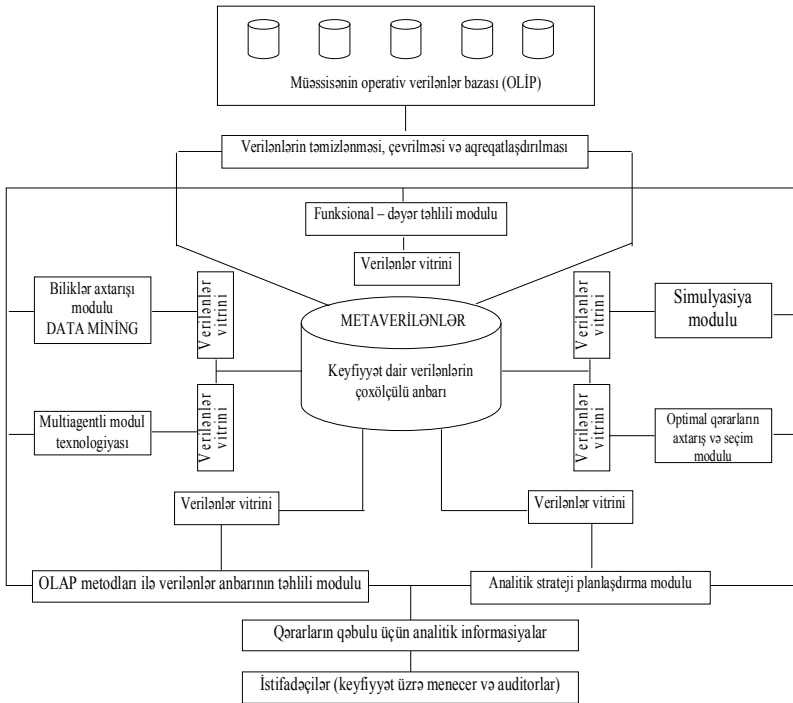 Müəssisənin operativ verilənlər bazası (OLİP)
Verilənlərin təmizlənməsi, çevrilməsi və aqreqatlaşdırılması
Funksional – dəyər təhlili modulu
Verilənlər vitrini
Biliklər axtarışı
modulu
DATA MİNİNG
Verilənlər
vitrini
METAVERİLƏNLƏR
Keyfiyyət dair verilənlərin
çoxölçülü anbarı
Verilənlər
vitrini
Simulyasiya
modulu
Multiagentli modul
texnologiyası
Verilənlər
vitrini
Verilənlər
vitrini
Optimal qərarların
axtarış və seçim
modulu
Verilənlər vitrini
Verilənlər vitrini
OLAP metodları ilə verilənlər anbarının təhlili modulu
Analitik strateji planlaşdırma modulu
Qərarların qəbulu üçün analitik informasiyalar
İstifadəçilər (keyfiyyət üzrə menecer və auditorlar)